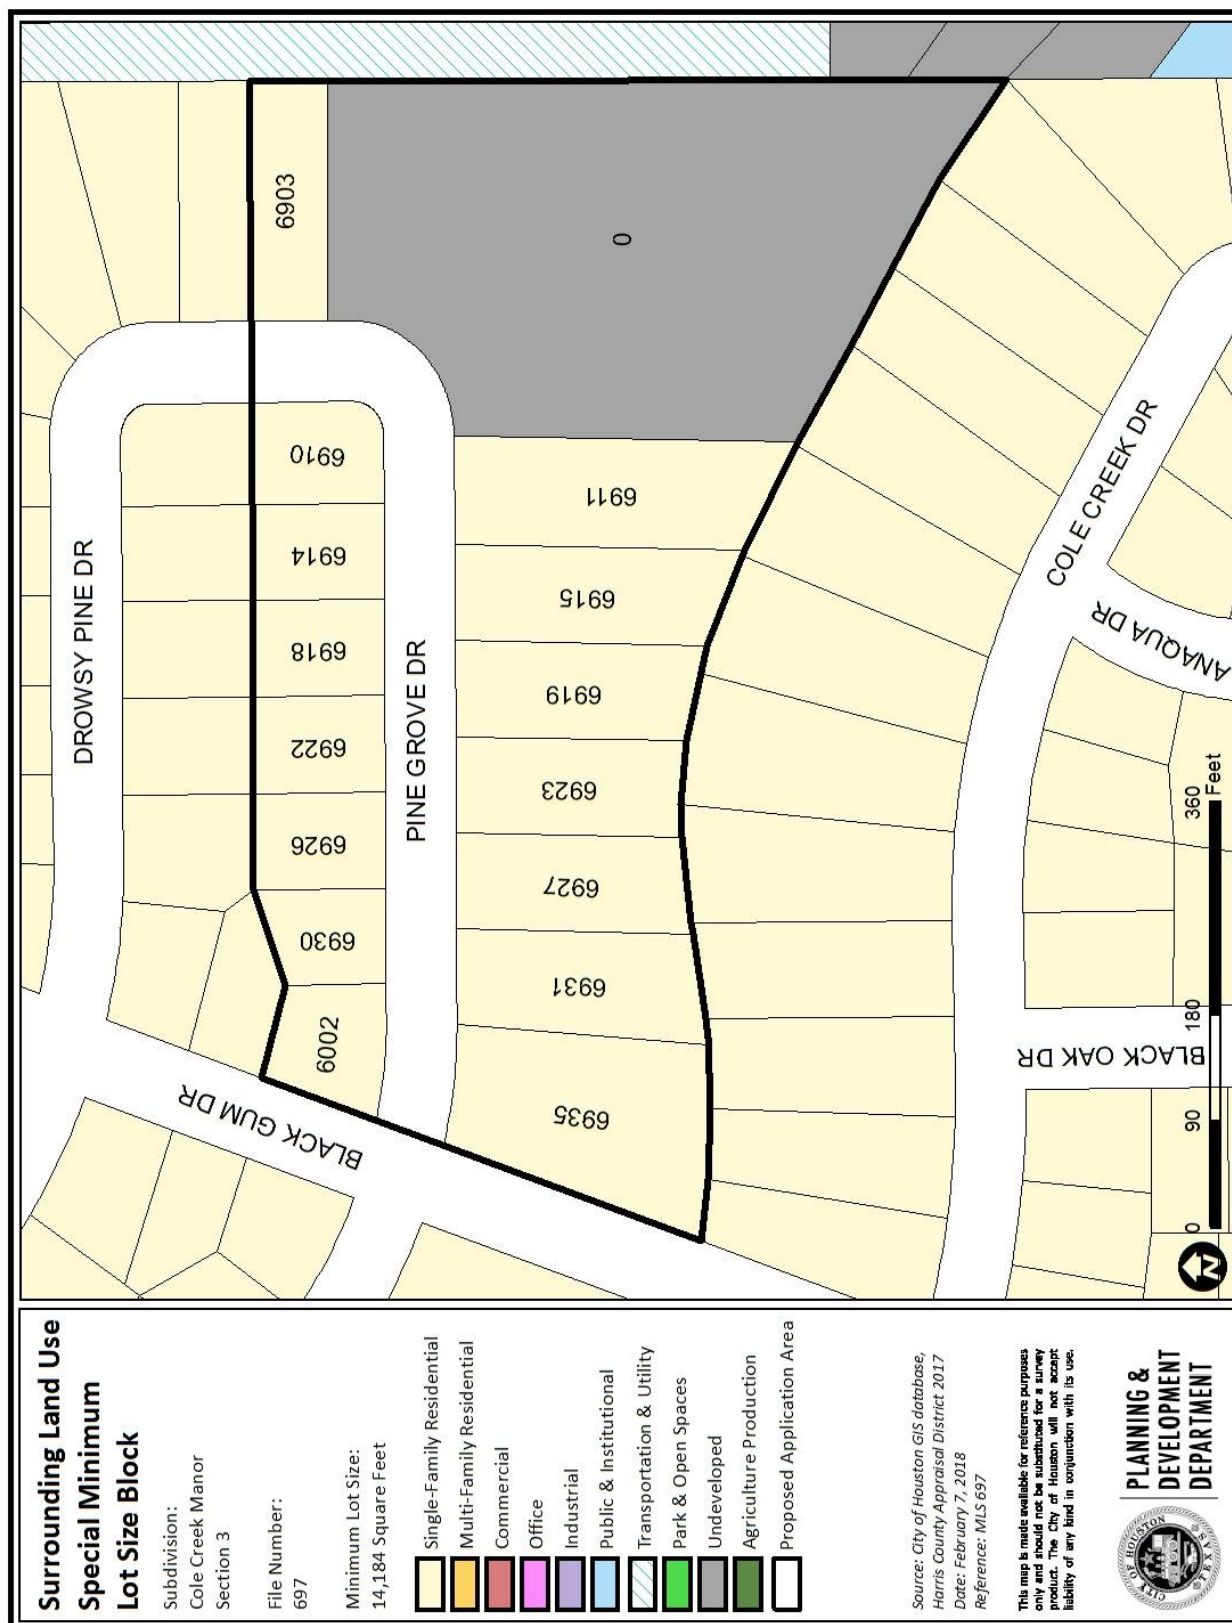 Surrounding Land Use
Special Minimum
Lot Size Block
Subdivision:
Cole Creek Manor
Section 3
File Number:
697
Minimum Lot Size:
14,184 Square Feet
Single-Family Residential
Multi-Family Residential
Commercial
Office
Industrial
Public & Institutional
Transportation & Utility
Park & Open Spaces
Undeveloped
Agriculture Production
Proposed Application Area
Source: City of Houston GIS database,
Harris County Appraisal District 2017
Date: February 7, 2018
Reference: MLS 697
This map is made available for reference purposes
only and should not be substituted for a survey
product. The City of Houston will not accept
liability of any kind in conjunction with its use.
CITY OF HOUSTON
TEXAS
PLANNING &
DEVELOPMENT
DEPARTMENT
DROWSY PINE DR
6903
0
6910
6914
6918
6922
6926
6930
6002
BLACK GUM DR
PINE GROVE DR
6911
6915
6919
6923
6927
6931
6935
COLE CREEK DR
ANAQUA DR
BLACK OAK DR
N
0
90
180
360
Feet